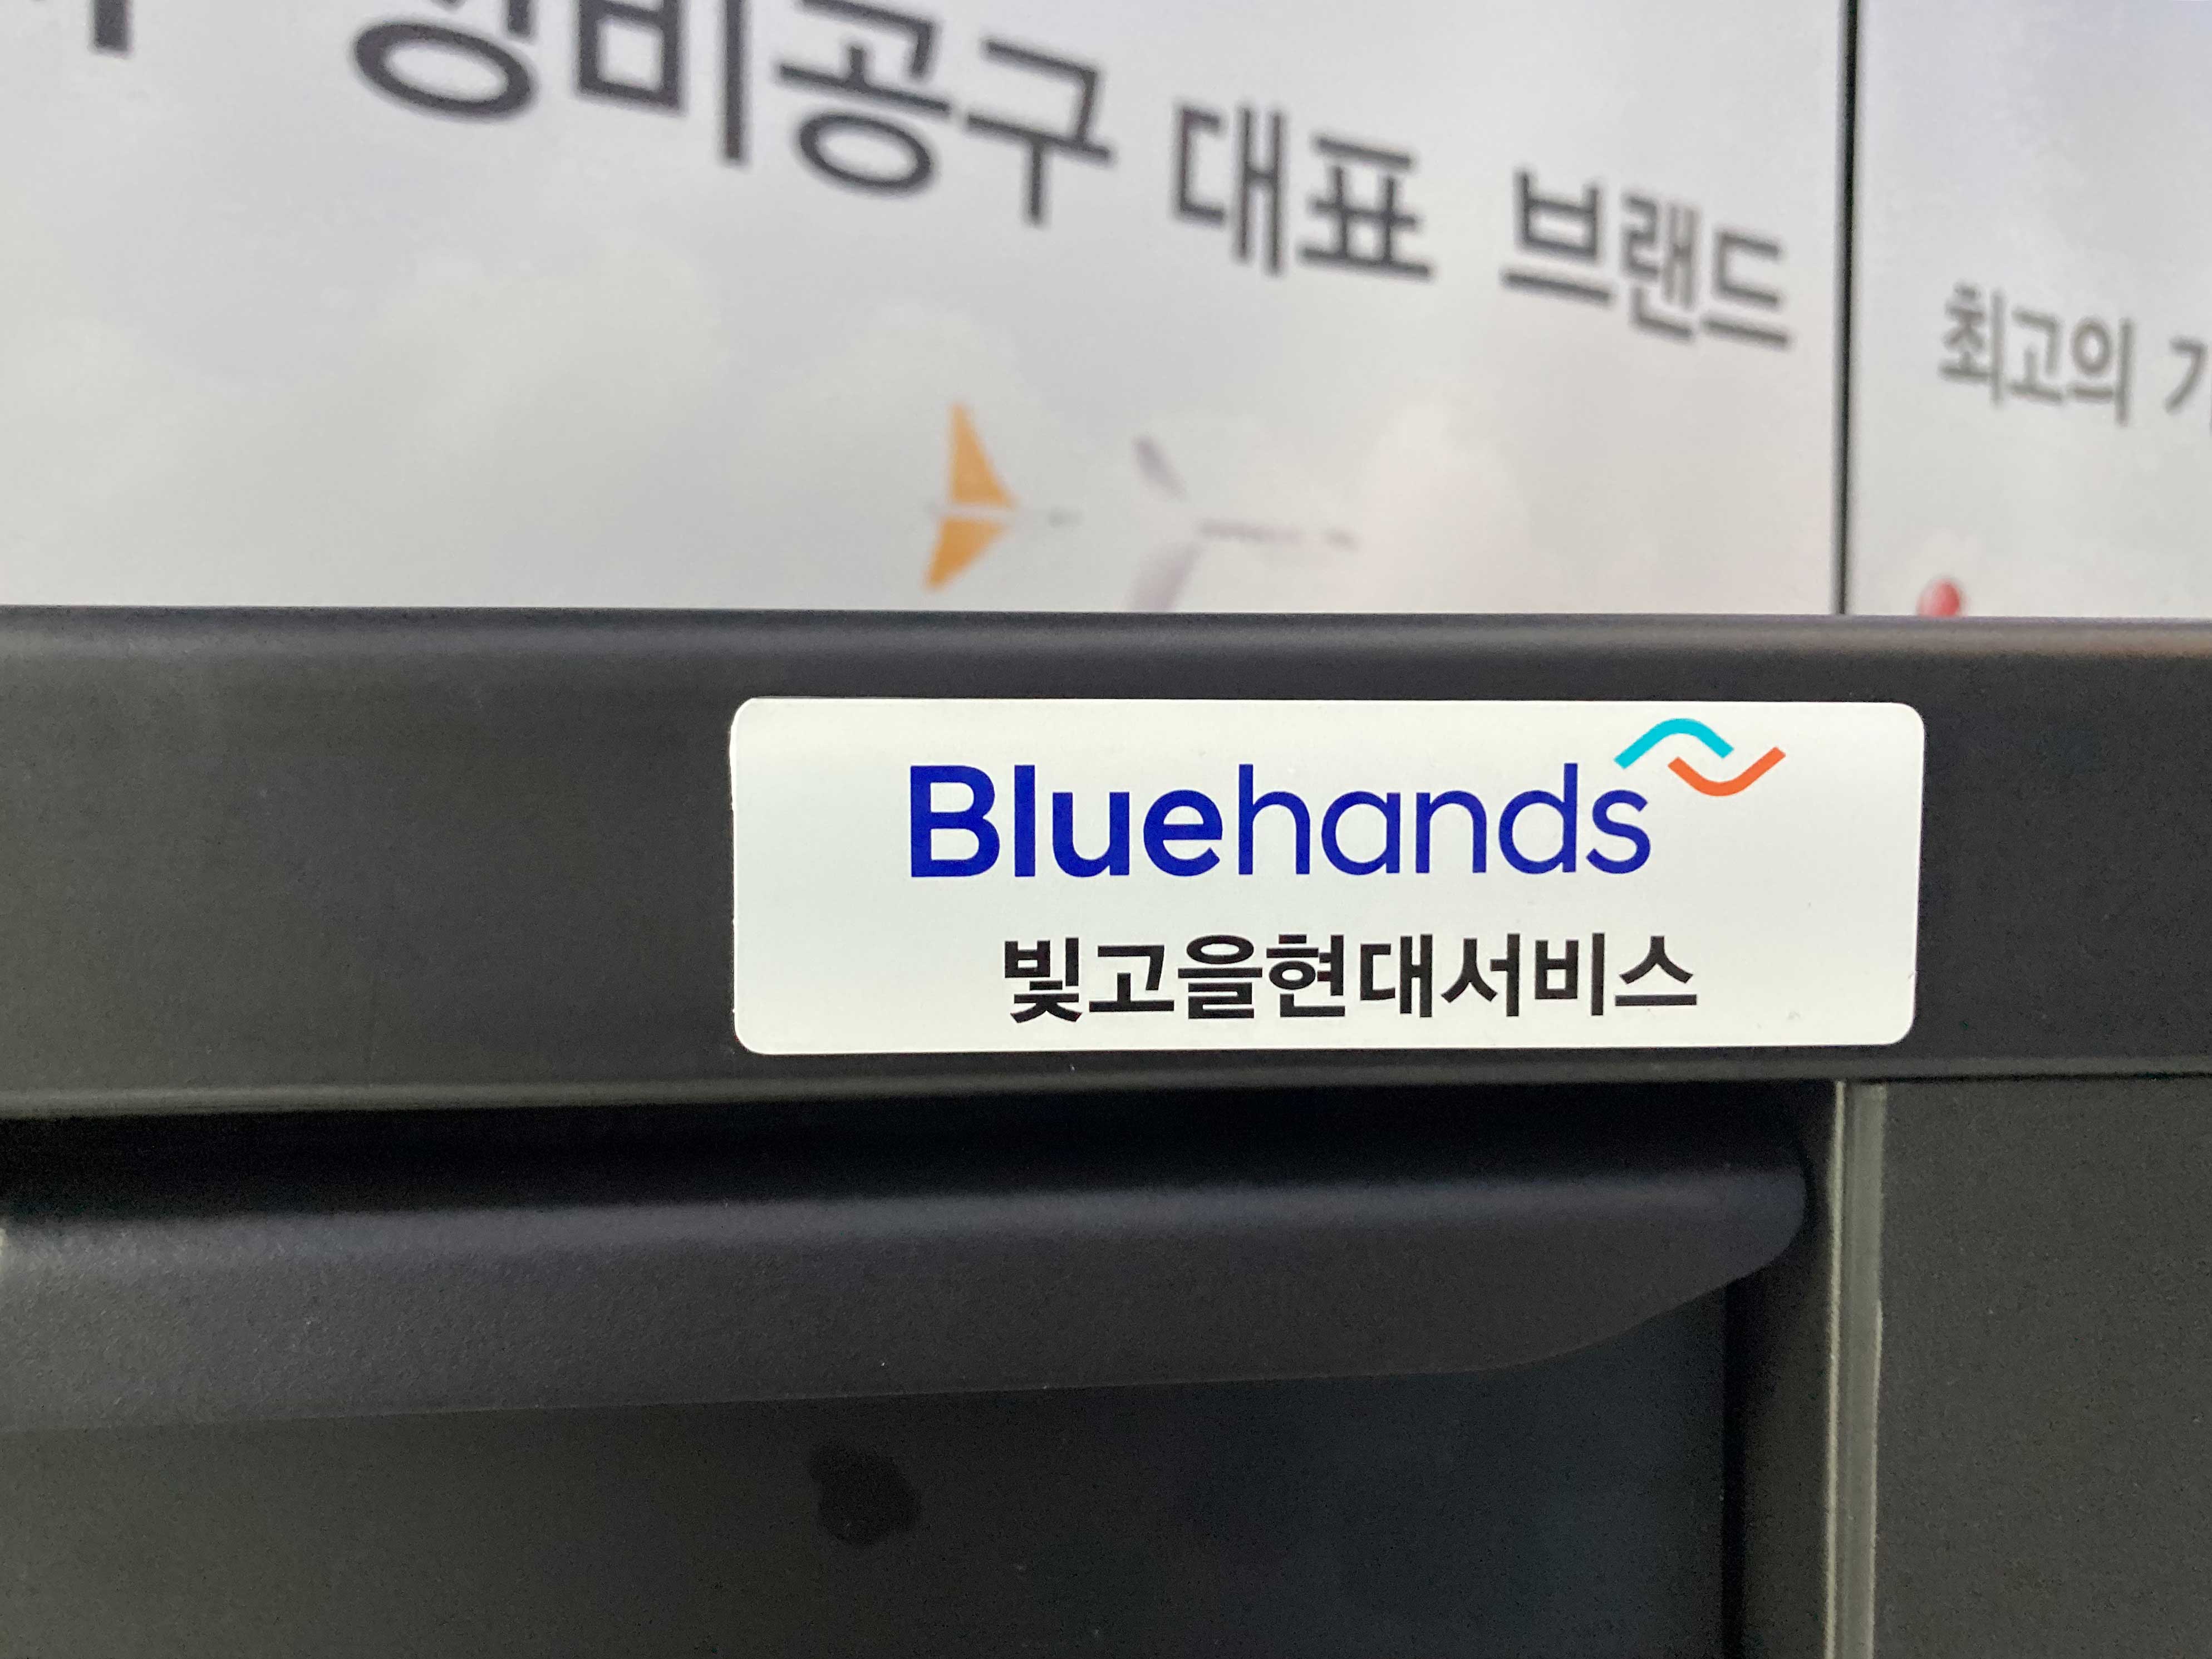 정비공구 대표 브랜드
최고의
Bluehands
빛고을현대서비스